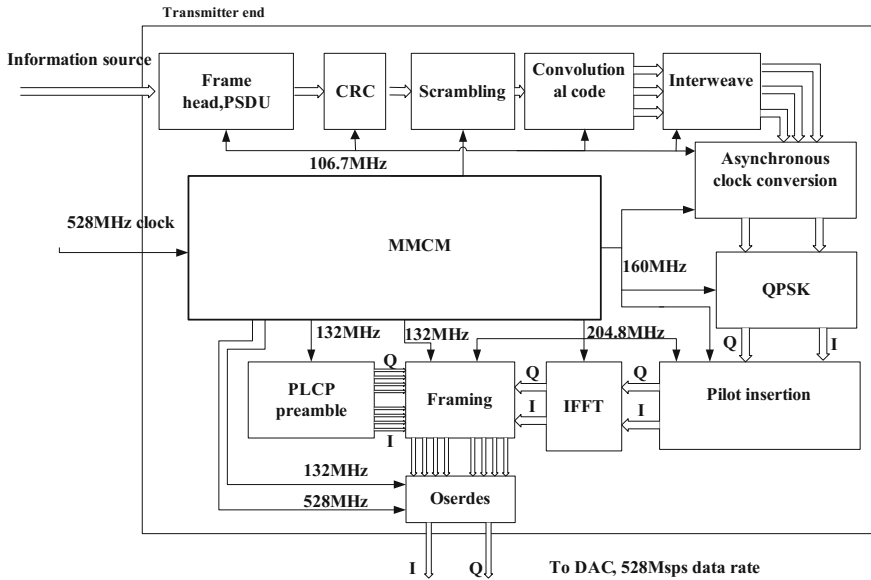 Transmitter end
Information source
Frame
head,PSDU
CRC
Scrambling
Convolution
al code
Interweave
106.7MHz
Asynchronous
clock conversion
528MHz clock
MMCM
160MHz
QPSK
132MHz
132MHz
204.8MHz
Q
I
PLCP
preamble
Q
I
Framing
Q
I
IFFT
Q
I
Pilot insertion
132MHz
528MHz
Oserdes
I
Q
To DAC, 528Msps data rate